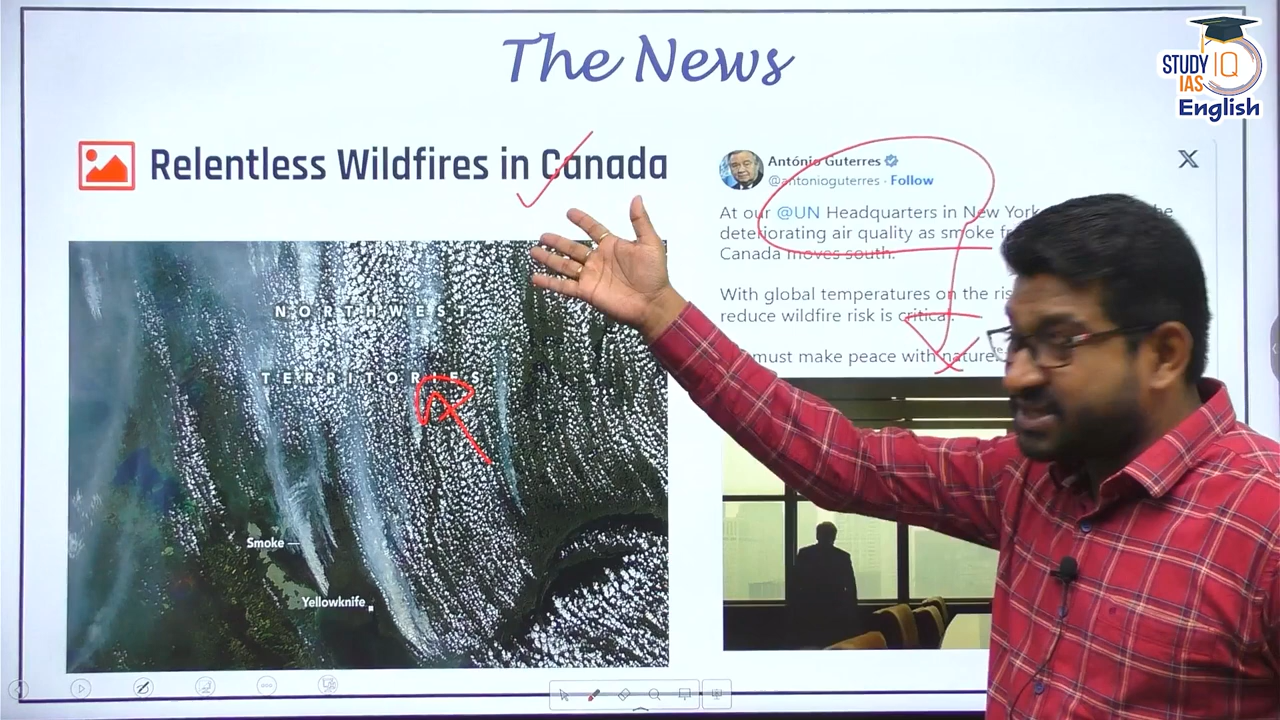 The News
STUDY IQ
IAS
English
Relentless Wildfires in Canada
António Guterres
@antonioguterres · Follow
At our @UN Headquarters in New York
deteriorating air quality as smoke
Canada moves south.
With global temperatures on the
reduce wildfire risk is critical.
must make peace with nature.
NORTHWEST
TERRITORIES
Smoke
Yellowknife